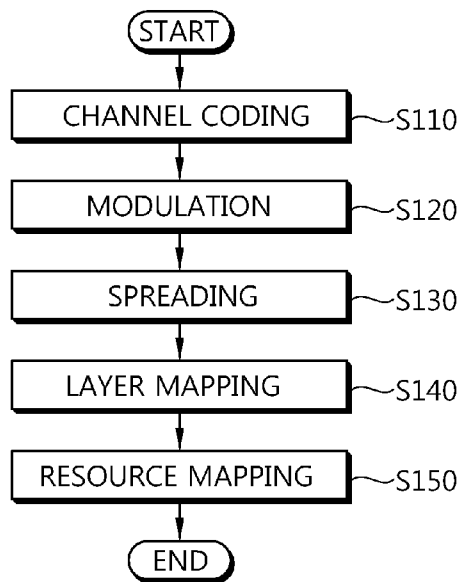 START
CHANNEL CODING
S110
MODULATION
S120
SPREADING
S130
LAYER MAPPING
S140
RESOURCE MAPPING
S150
END